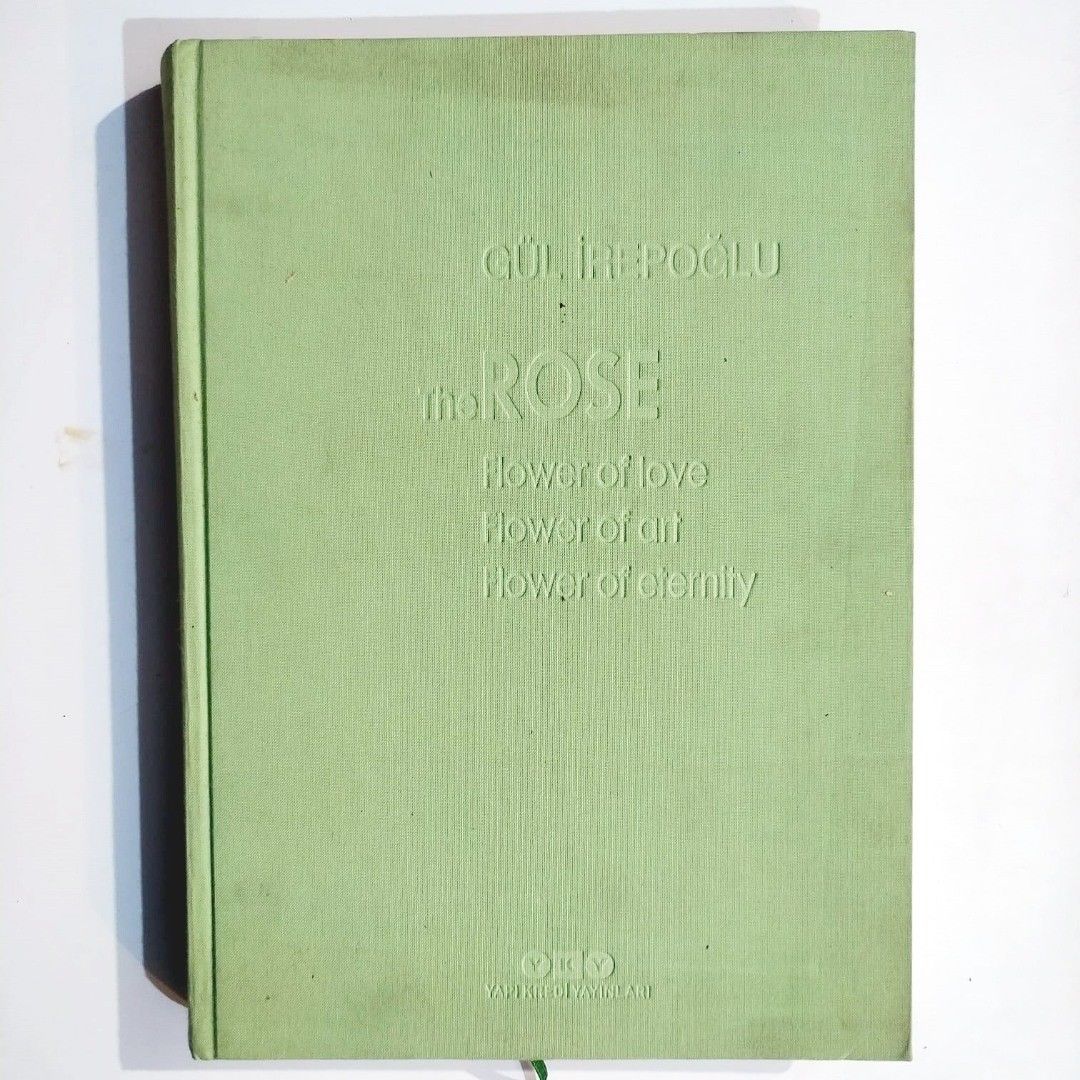 GÜL İREPOĞLU
The ROSE
Flower of love
Flower of art
Flower of eternity
YKY
YAPI KREDİ YAYINLARI